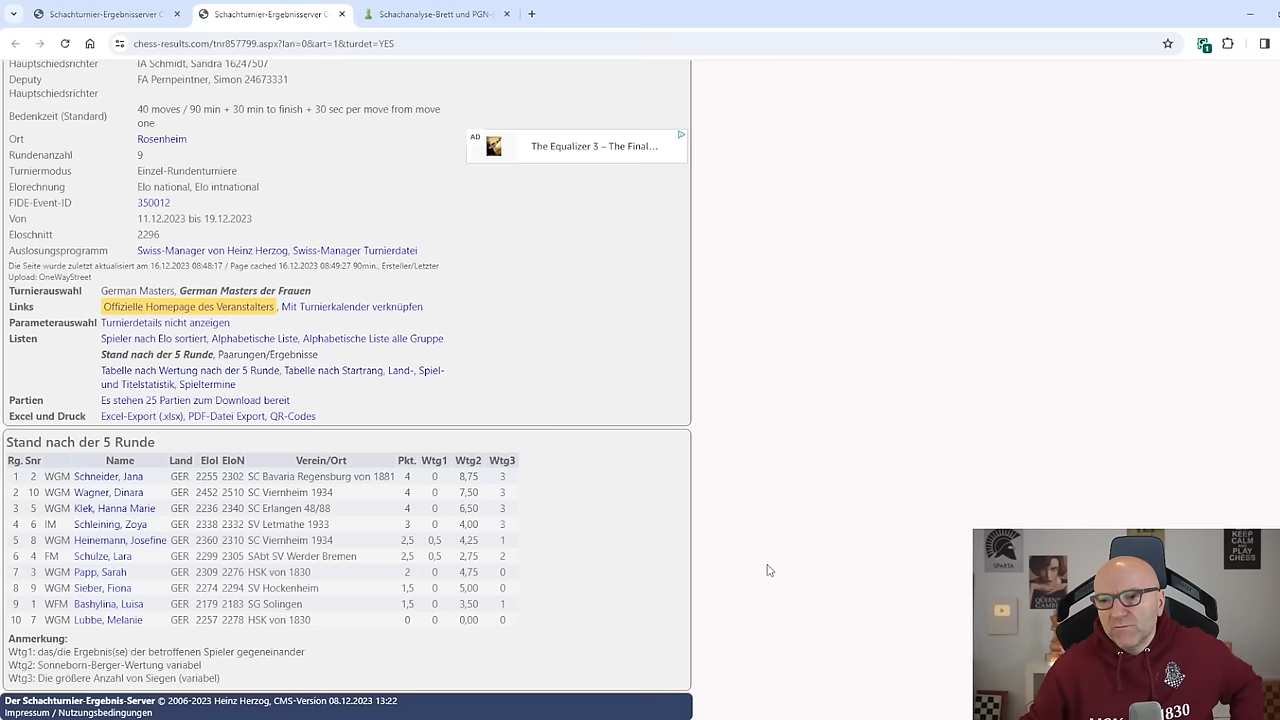 Schachturnier-Ergebnisserver C
Schachturnier-Ergebnisserver C
Schachanalyse-Brett und PGN-
chess-results.com/tnr857799.aspx?lan=0&art=1&turdet=YES
Hauptschiedsrichter IA Schmidt, Sandra 16247507
Deputy FA Pernpeintner, Simon 24673331
Hauptschiedsrichter
Bedenkzeit (Standard) 40 moves / 90 min + 30 min to finish + 30 sec per move from move
one
Ort Rosenheim
Rundenanzahl 9
Turniermodus Einzel-Rundenturniere
Elorechnung Elo national, Elo intnational
FIDE-Event-ID 350012
Von 11.12.2023 bis 19.12.2023
Eloschnitt 2296
Auslosungsprogramm Swiss-Manager von Heinz Herzog, Swiss-Manager Turnierdatei
Die Seite wurde zuletzt aktualisiert am 16.12.2023 08:48:17 / Page cached 16.12.2023 08:49:27 90min., Ersteller/Letzter
Upload: OneWayStreet
Turnierauswahl German Masters, German Masters der Frauen
Links Offizielle Homepage des Veranstalters , Mit Turnierkalender verknüpfen
Parameterauswahl Turnierdetails nicht anzeigen
Listen Spieler nach Elo sortiert, Alphabetische Liste, Alphabetische Liste alle Gruppe
Stand nach der 5 Runde, Paarungen/Ergebnisse
Tabelle nach Wertung nach der 5 Runde, Tabelle nach Startrang, Land-, Spiel-
und Titelstatistik, Spieltermine
Partien Es stehen 25 Partien zum Download bereit
Excel und Druck Excel-Export (.xlsx), PDF-Datei Export, QR-Codes
AD The Equalizer 3 – The Final...
Stand nach der 5 Runde
Rg. Snr Name Land EloI EloN Verein/Ort Pkt. Wtg1 Wtg2 Wtg3
1 2 WGM Schneider, Jana GER 2255 2302 SC Bavaria Regensburg von 1881 4 0 8,75 3
2 10 WGM Wagner, Dinara GER 2452 2510 SC Viernheim 1934 4 0 7,50 3
3 5 WGM Klek, Hanna Marie GER 2236 2340 SC Erlangen 48/88 4 0 6,50 3
4 6 IM Schleining, Zoya GER 2338 2332 SV Letmathe 1933 3 0 4,00 3
5 8 WGM Heinemann, Josefine GER 2360 2310 SC Viernheim 1934 2,5 0,5 4,25 1
6 4 FM Schulze, Lara GER 2299 2305 SAbt SV Werder Bremen 2,5 0,5 2,75 2
7 3 WGM Papp, Sarah GER 2309 2276 HSK von 1830 2 0 4,75 0
8 9 WGM Sieber, Fiona GER 2274 2294 SV Hockenheim 1,5 0 5,00 0
9 1 WFM Bashylina, Luisa GER 2179 2183 SG Solingen 1,5 0 3,50 1
10 7 WGM Lubbe, Melanie GER 2257 2278 HSK von 1830 0 0 0,00 0
Anmerkung:
Wtg1: das/die Ergebnis(se) der betroffenen Spieler gegeneinander
Wtg2: Sonneborn-Berger-Wertung variabel
Wtg3: Die größere Anzahl von Siegen (variabel)
Der Schachturnier-Ergebnis-Server © 2006-2023 Heinz Herzog, CMS-Version 08.12.2023 13:22
Impressum / Nutzungsbedingungen
SPARTA
QUEEN'S
GAMBIT
KEEP
CALM
AND
PLAY
CHESS
1830